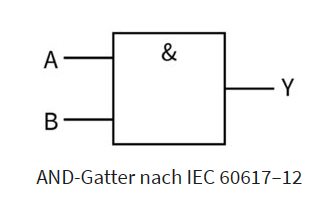 &
A
Y
B
AND-Gatter nach IEC 60617–12